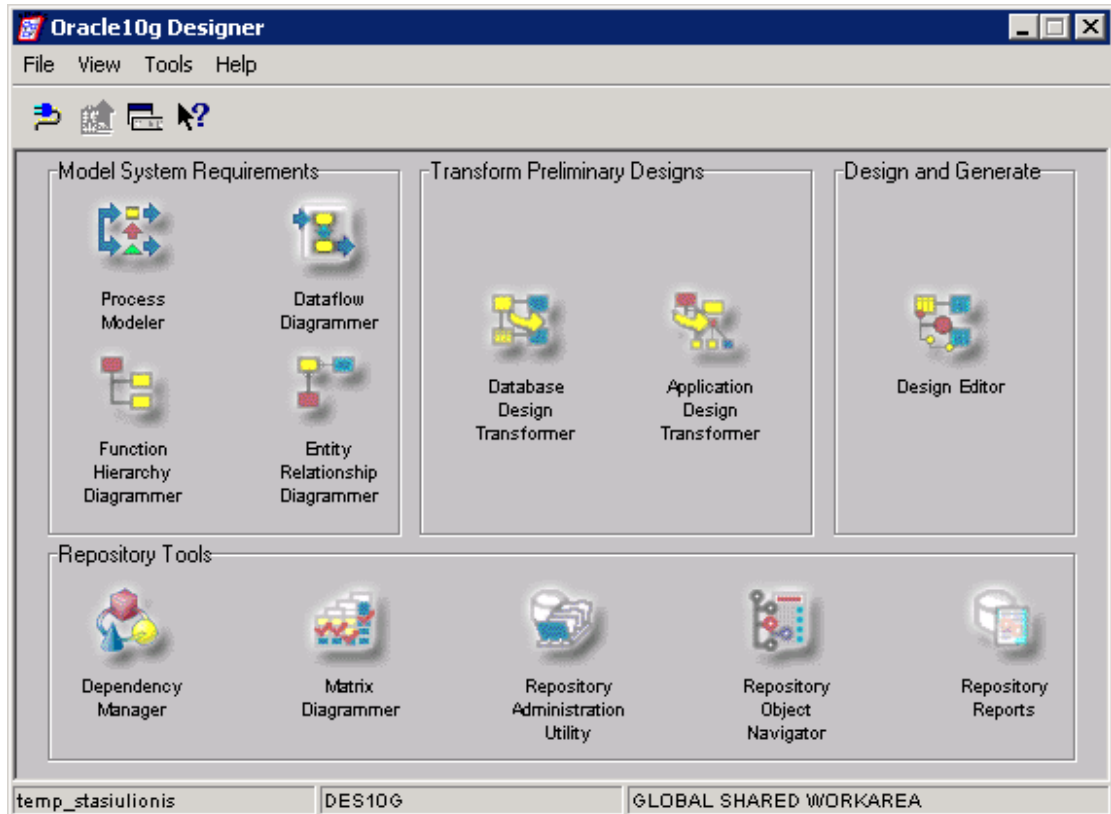 Oracle10g Designer
File View Tools Help
Model System Requirements
Transform Preliminary Designs
Design and Generate
Process
Modeler
Dataflow
Diagrammer
Function
Hierarchy
Diagrammer
Entity
Relationship
Diagrammer
Database
Design
Transformer
Application
Design
Transformer
Design Editor
Repository Tools
Dependency
Manager
Matrix
Diagrammer
Repository
Administration
Utility
Repository
Object
Navigator
Repository
Reports
temp_stasiulionis DES10G GLOBAL SHARED WORKAREA